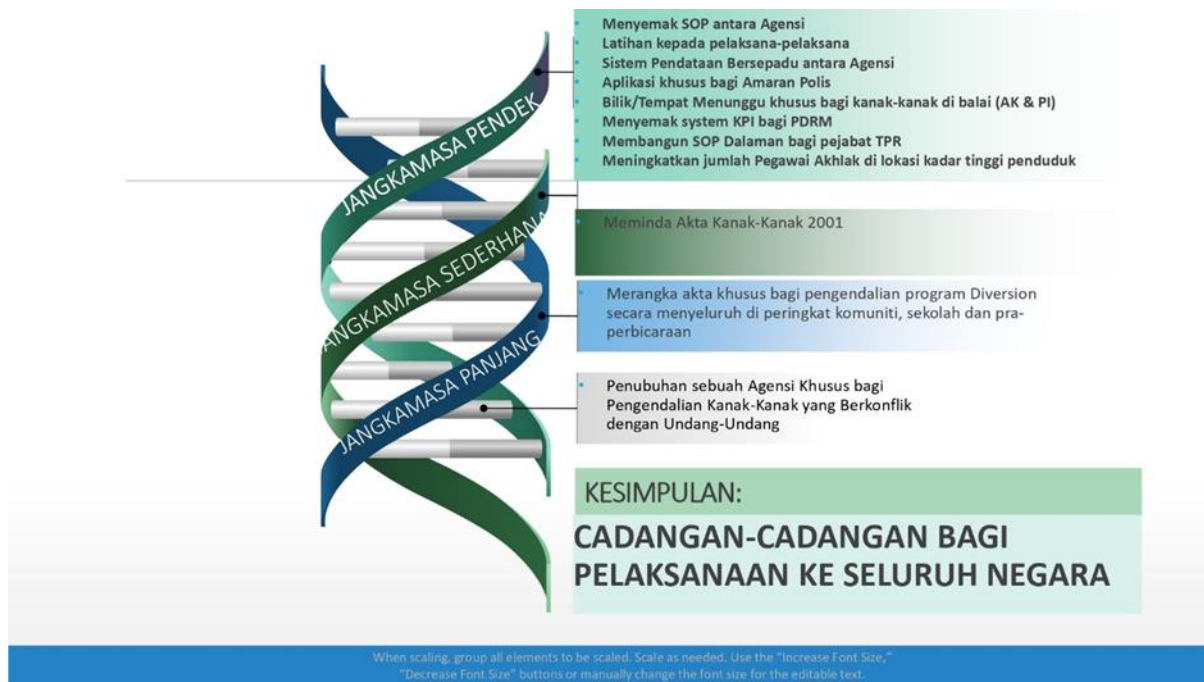 Menyemak SOP antara Agensi
Latihan kepada pelaksana-pelaksana
Sistem Pendataan Bersepadu antara Agensi
Aplikasi khusus bagi Amaran Polis
Bilik/Tempat Menunggu khusus bagi kanak-kanak di balai (AK & PI)
Menyemak system KPI bagi PDRM
Membangun SOP Dalaman bagi pejabat TPR
Meningkatkan jumlah Pegawai Akhlak di lokasi kadar tinggi penduduk
JANGKAMASA PENDEK
Meminda Akta Kanak-Kanak 2001
JANGKAMASA SEDERHANA
Merangka akta khusus bagi pengendalian program Diversion
secara menyeluruh di peringkat komuniti, sekolah dan pra-
perbicaraan
JANGKAMASA PANJANG
Penubuhan sebuah Agensi Khusus bagi
Pengendalian Kanak-Kanak yang Berkonflik
dengan Undang-Undang
KESIMPULAN:
CADANGAN-CADANGAN BAGI
PELAKSANAAN KE SELURUH NEGARA
When scaling, group all elements to be scaled. Scale as needed. Use the “Increase Font Size,”
“Decrease Font Size” buttons or manually change the font size for the editable text.